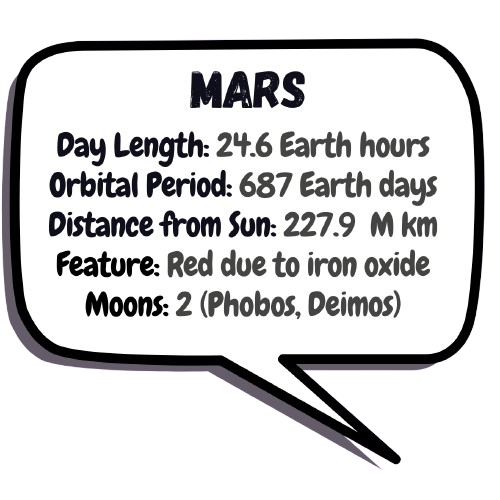 MARS
Day Length: 24.6 Earth hours
Orbital Period: 687 Earth days
Distance from Sun: 227.9 M km
Feature: Red due to iron oxide
Moons: 2 (Phobos, Deimos)